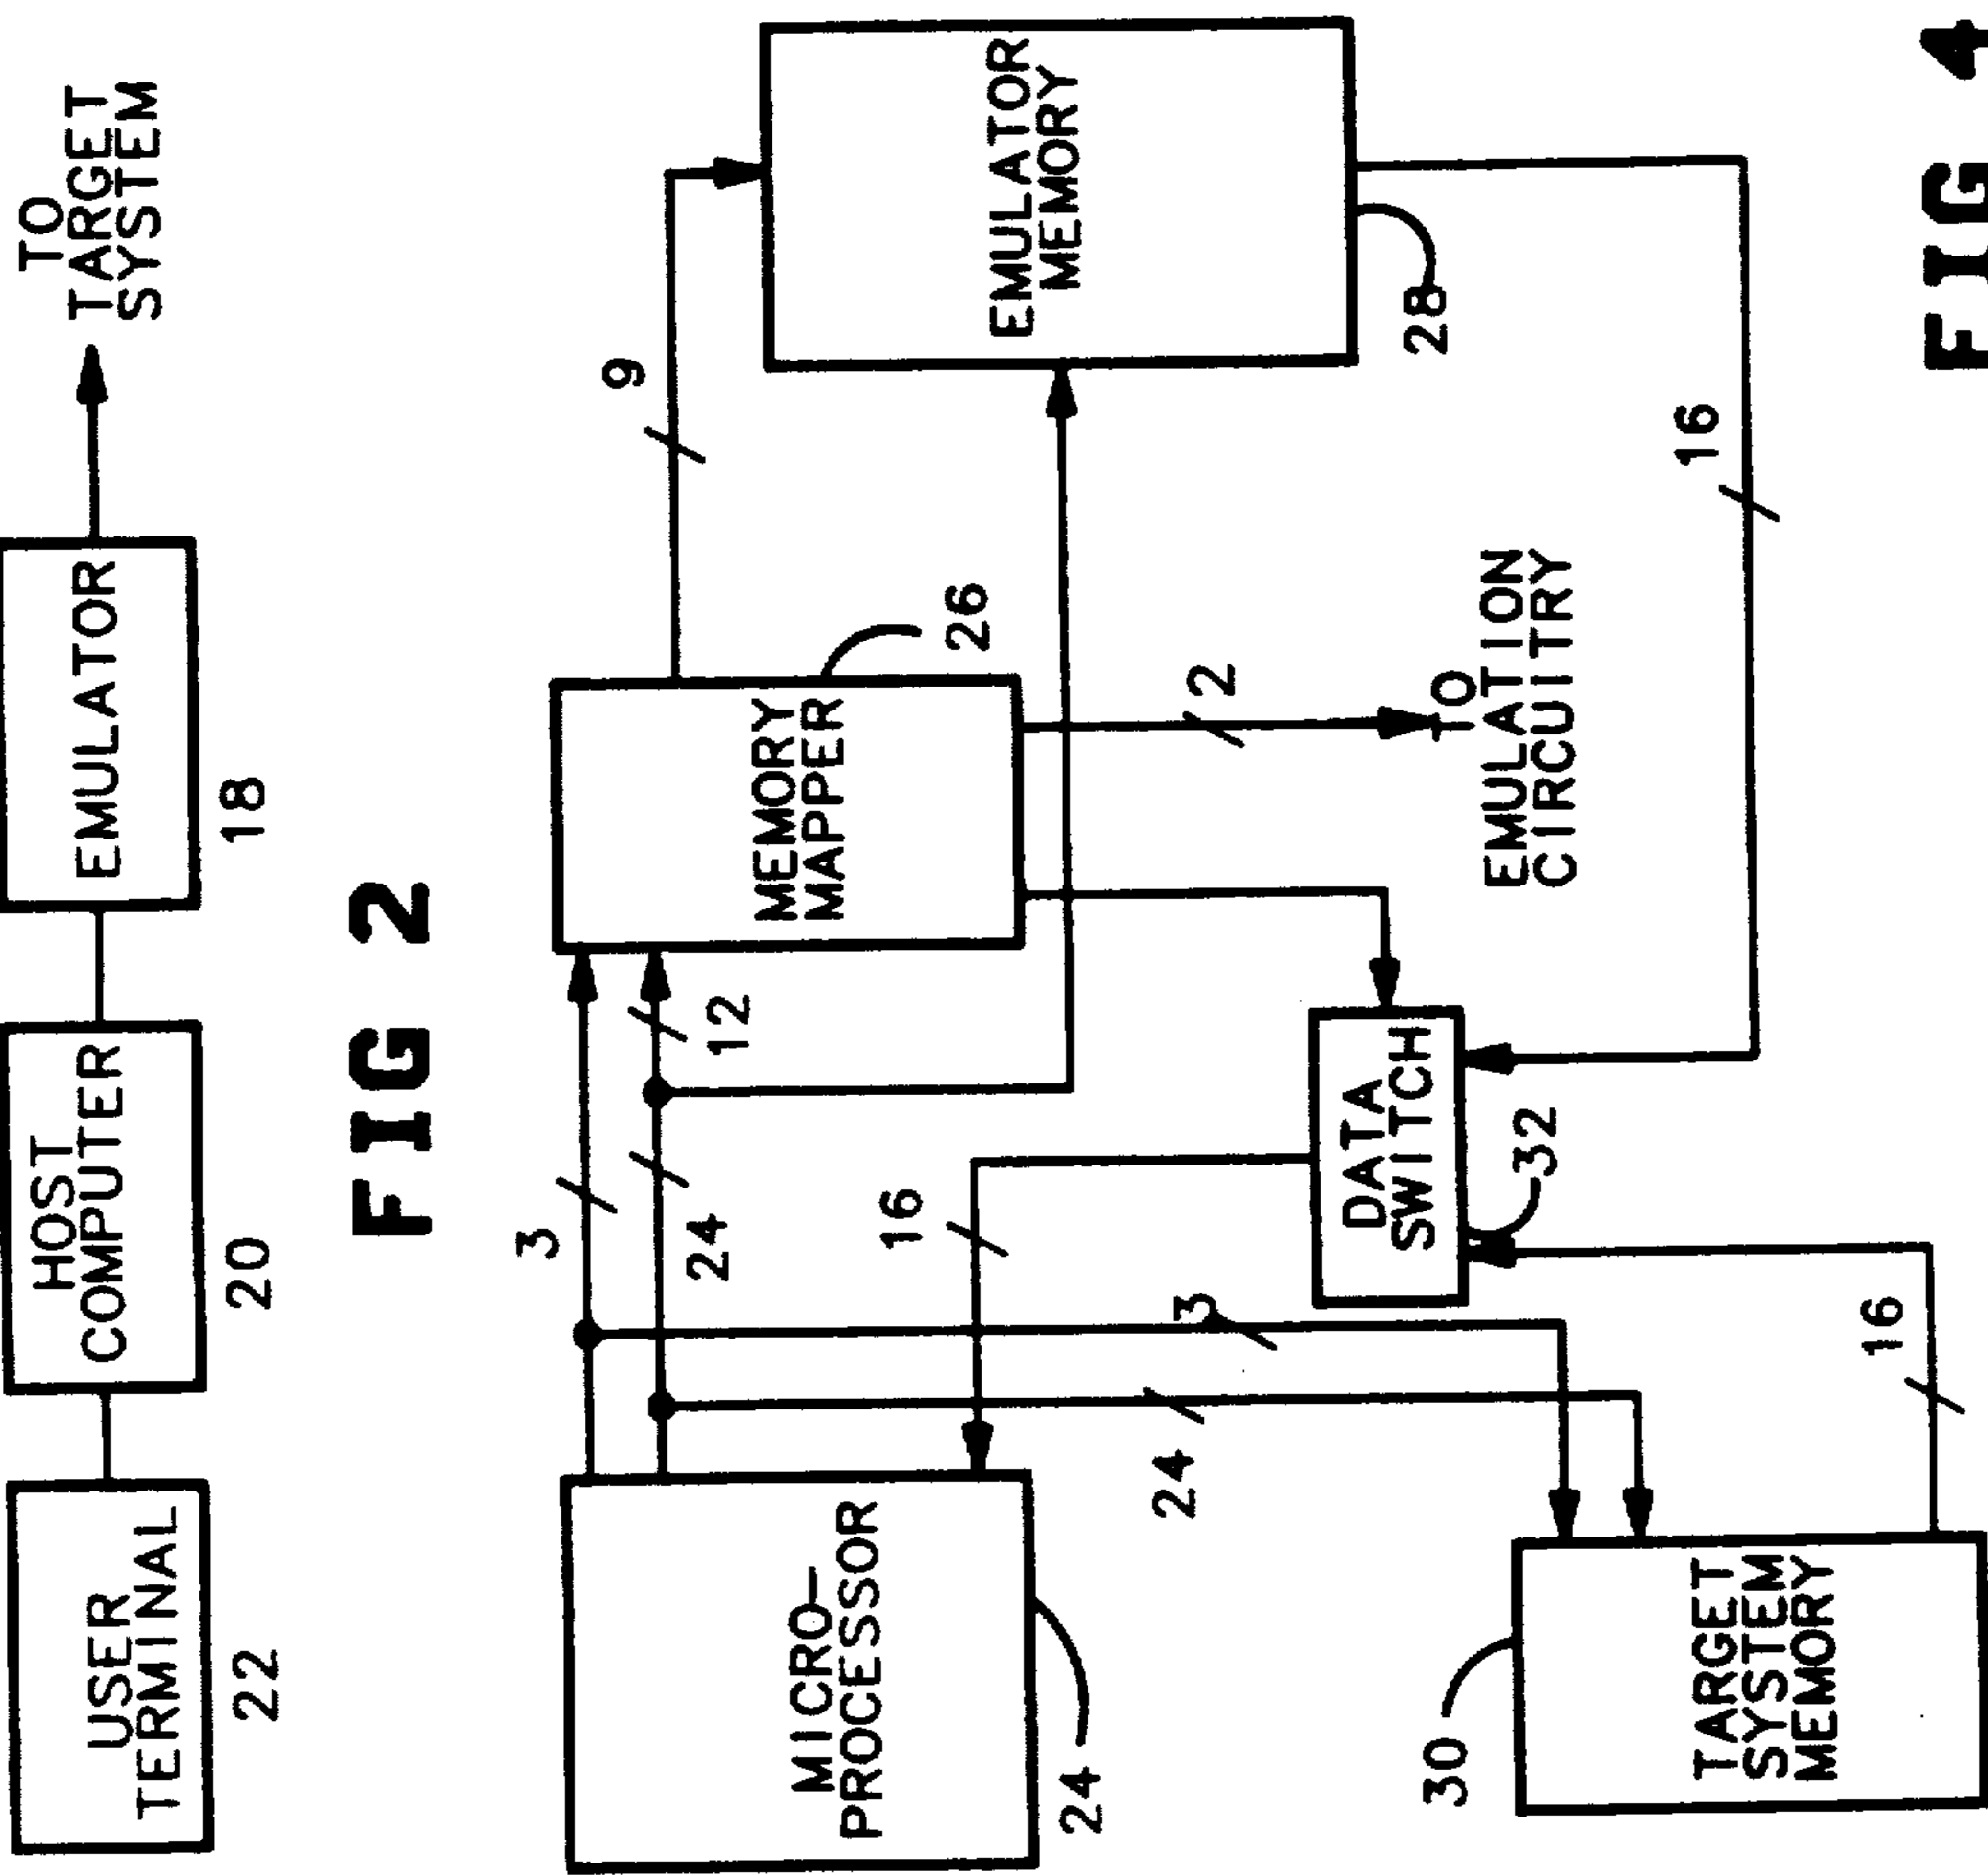 USER
TERMINAL
22
HOST
COMPUTER
20
EMULATOR
18
TO
TARGET
SYSTEM
FIG 2
MICRO-
PROCESSOR
24
3
24
12
MEMORY
MAPPER
26
9
EMULATOR
MEMORY
28
16
3
24
2
TO
EMULATION
CIRCUITRY
DATA
SWITCH
32
16
30
TARGET
SYSTEM
MEMORY
16
FIG 4